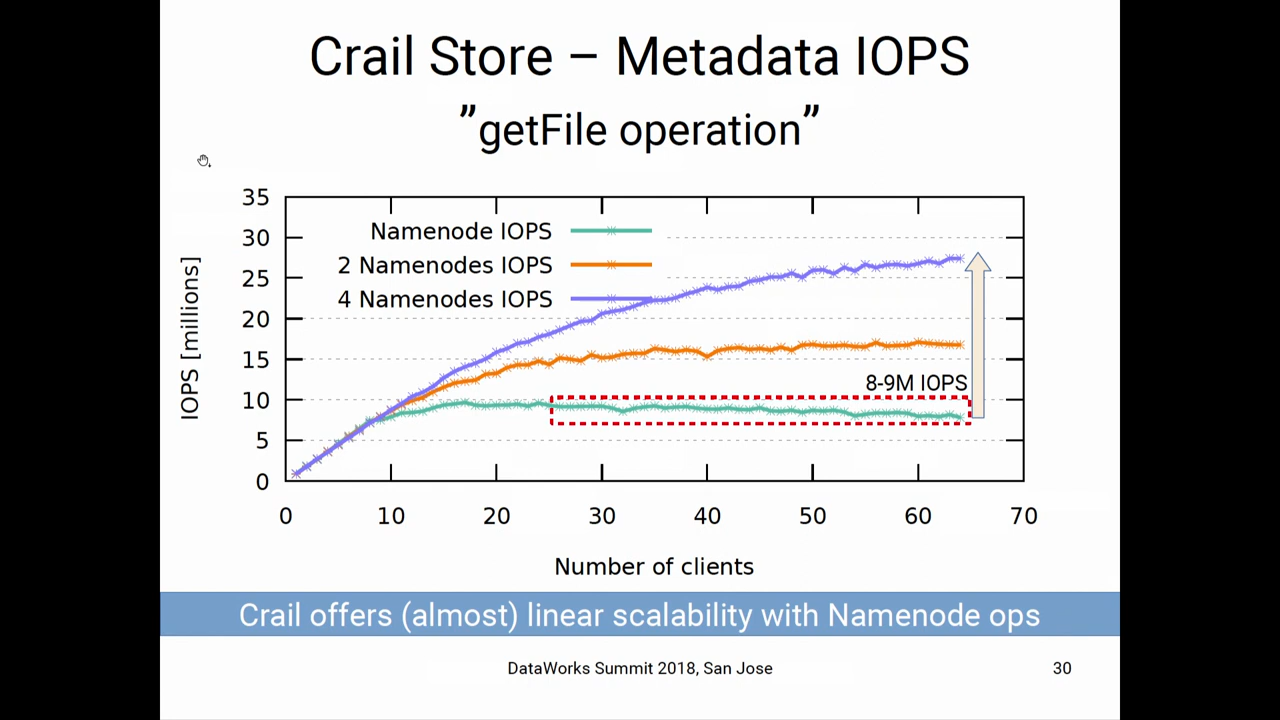 Crail Store – Metadata IOPS
”getFile operation”
35
30
25
20
15
10
5
0
IOPS [millions]
Namenode IOPS
2 Namenodes IOPS
4 Namenodes IOPS
8-9M IOPS
0 10 20 30 40 50 60 70
Number of clients
Crail offers (almost) linear scalability with Namenode ops
DataWorks Summit 2018, San Jose
30